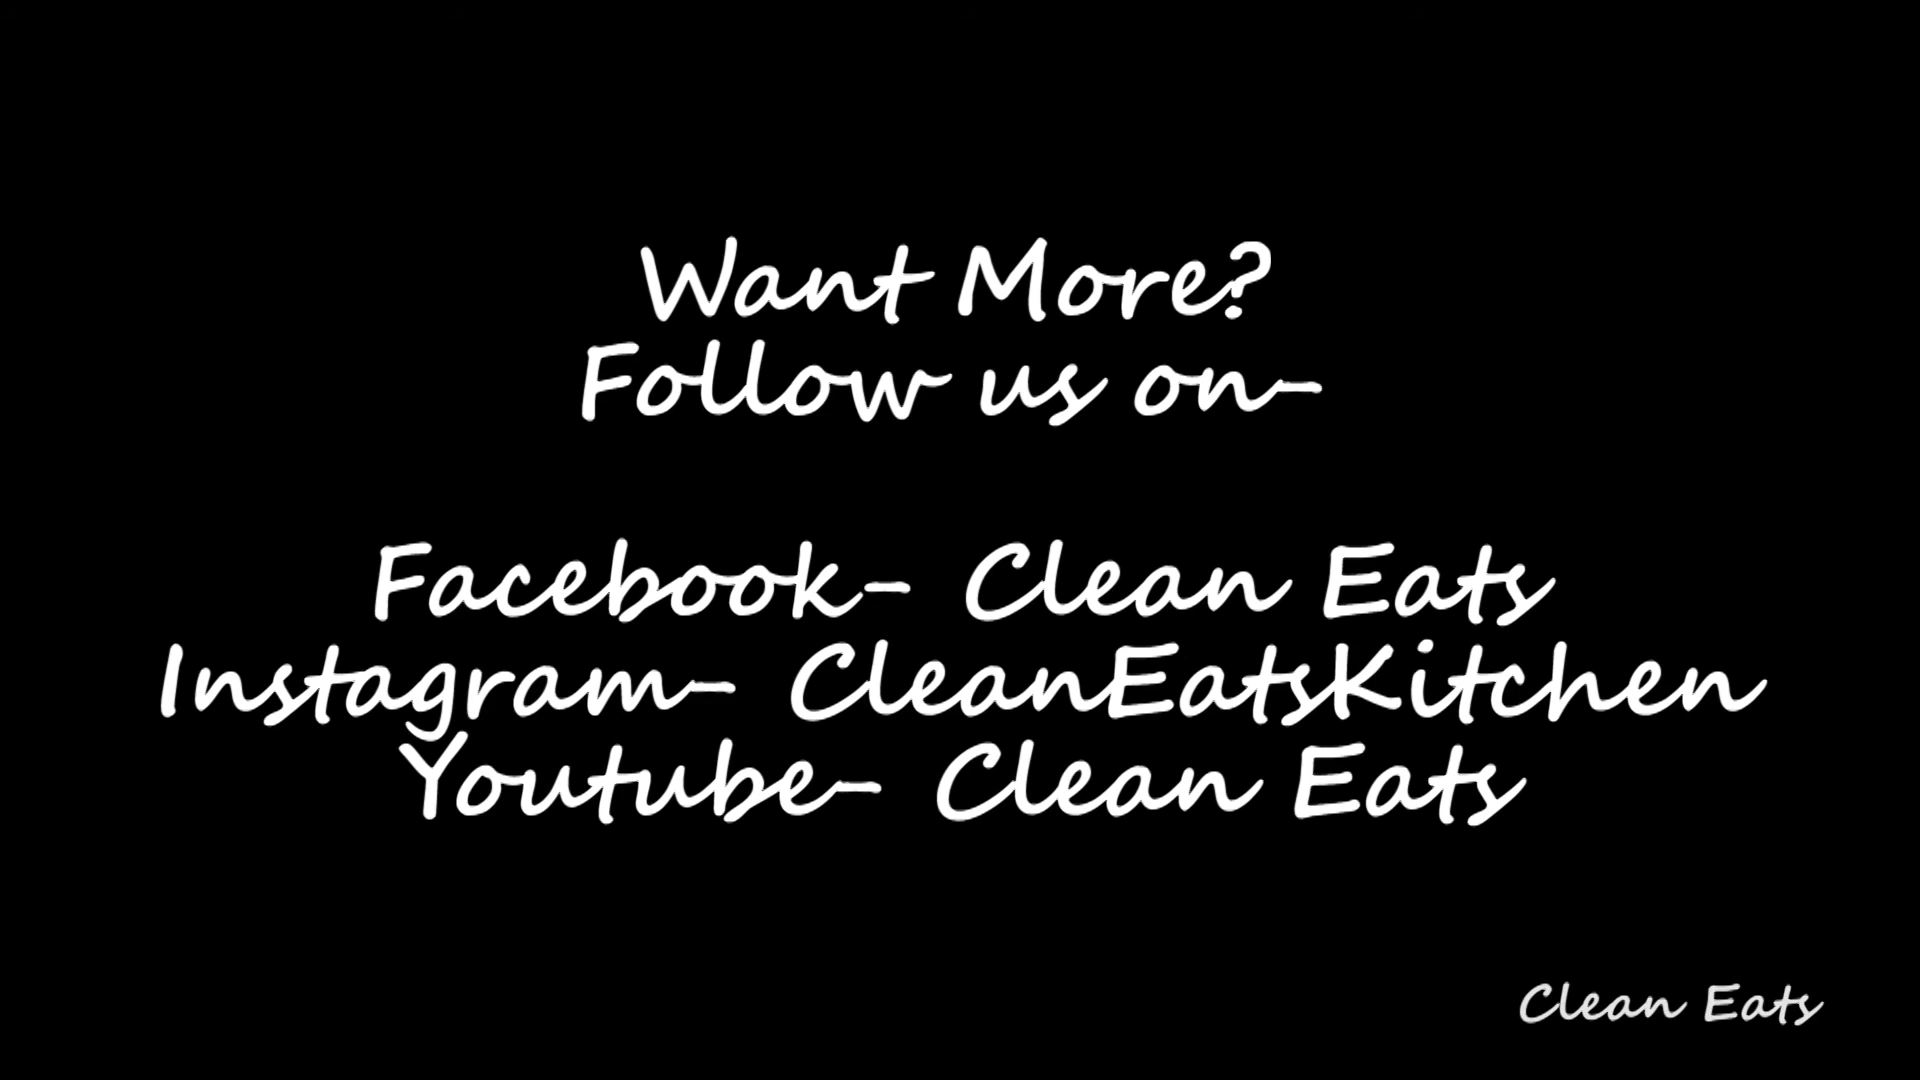 Want More?
Follow us on-
Facebook- Clean Eats
Instagram- CleanEatsKitchen
Youtube- Clean Eats
Clean Eats